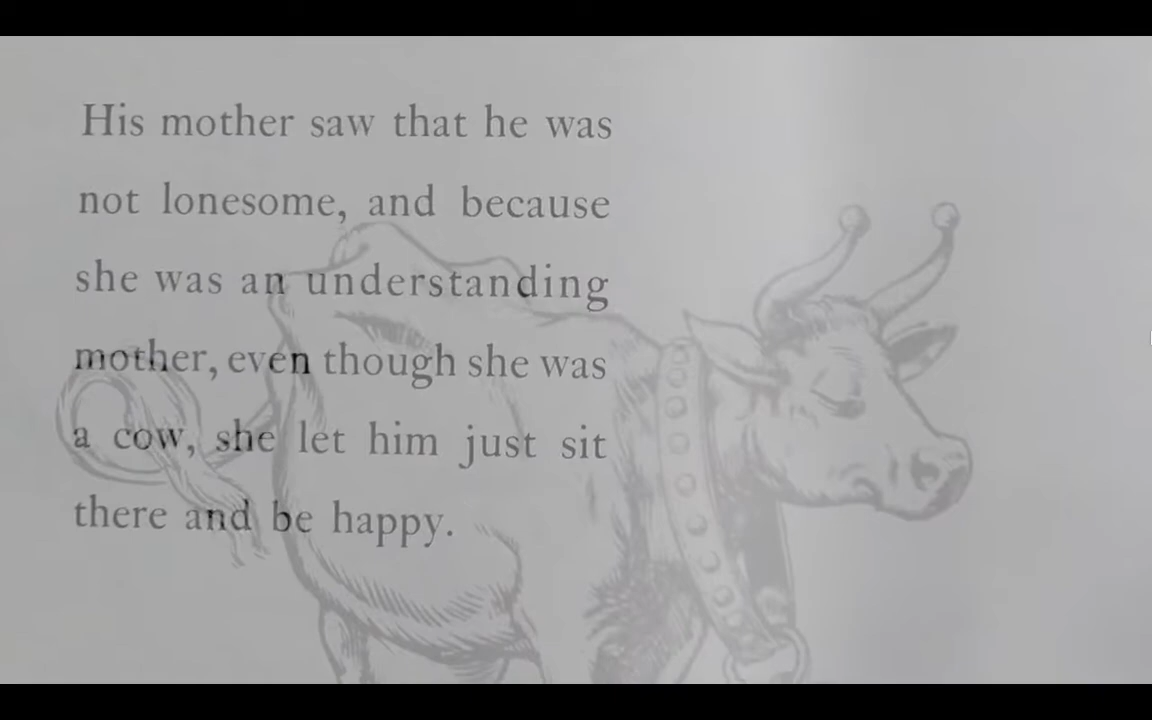 His mother saw that he was
not lonesome, and because
she was an understanding
mother, even though she was
a cow, she let him just sit
there and be happy.